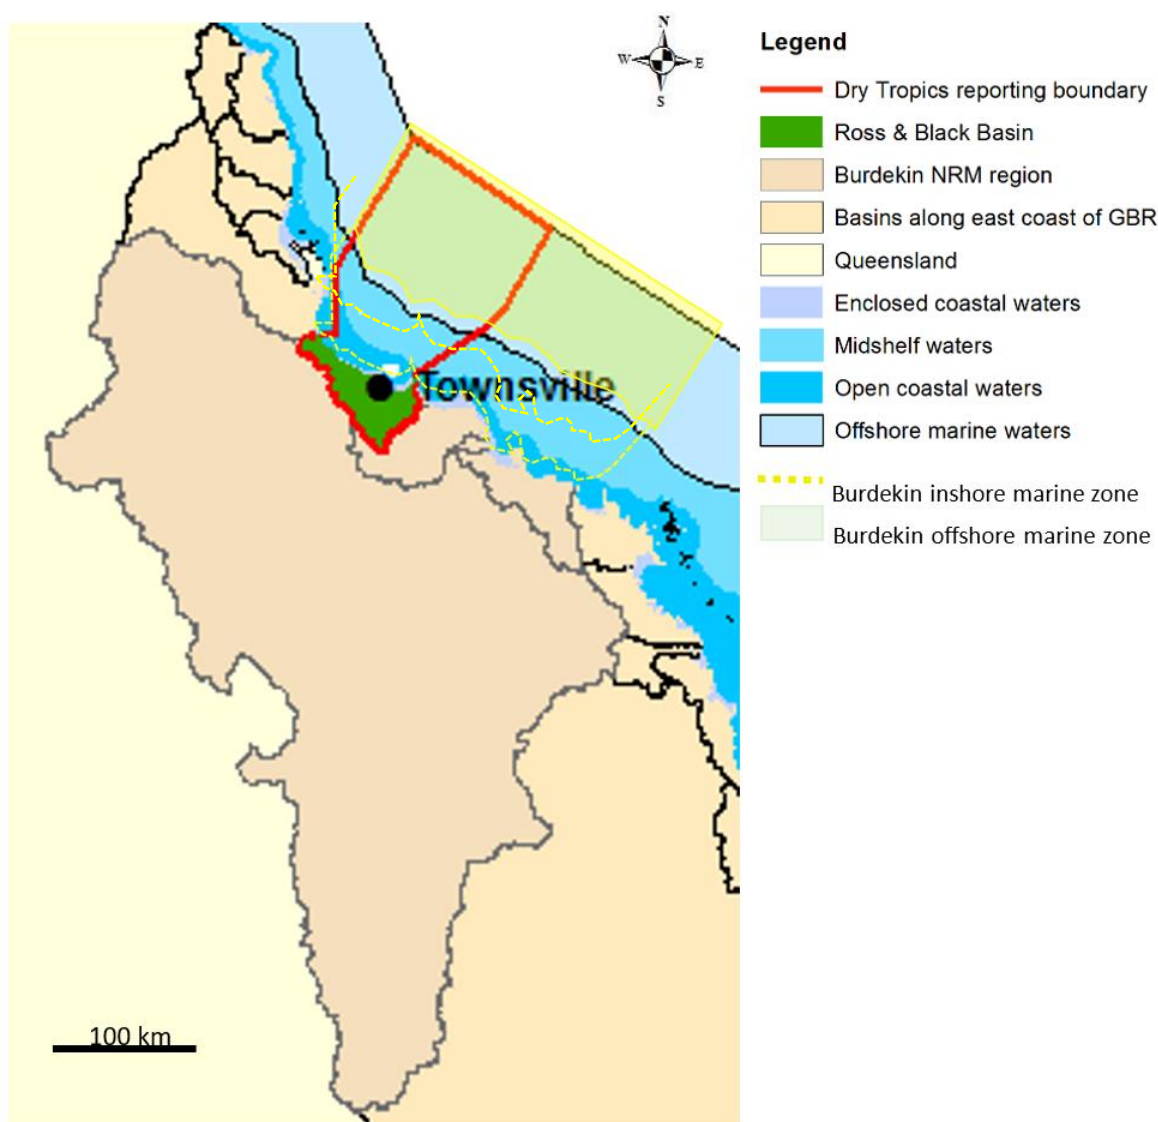 N
W E
S
Legend
Dry Tropics reporting boundary
Ross & Black Basin
Burdekin NRM region
Basins along east coast of GBR
Queensland
Enclosed coastal waters
Midshelf waters
Open coastal waters
Offshore marine waters
Burdekin inshore marine zone
Burdekin offshore marine zone
Townsville
100 km